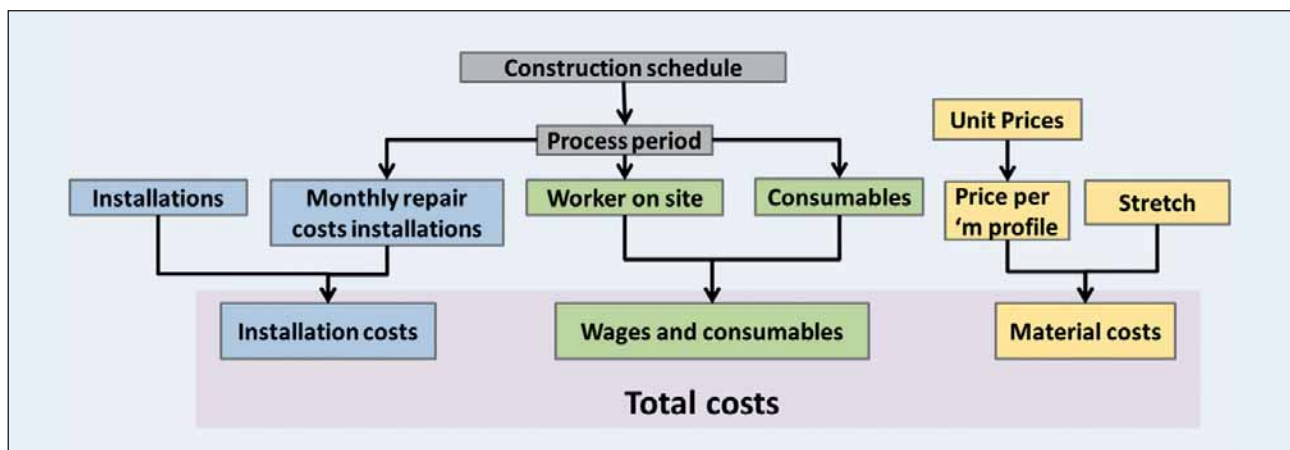 Construction schedule
Process period
Unit Prices
Installations
Monthly repair
costs installations
Worker on site
Consumables
Price per
‘m profile
Stretch
Installation costs
Wages and consumables
Material costs
Total costs